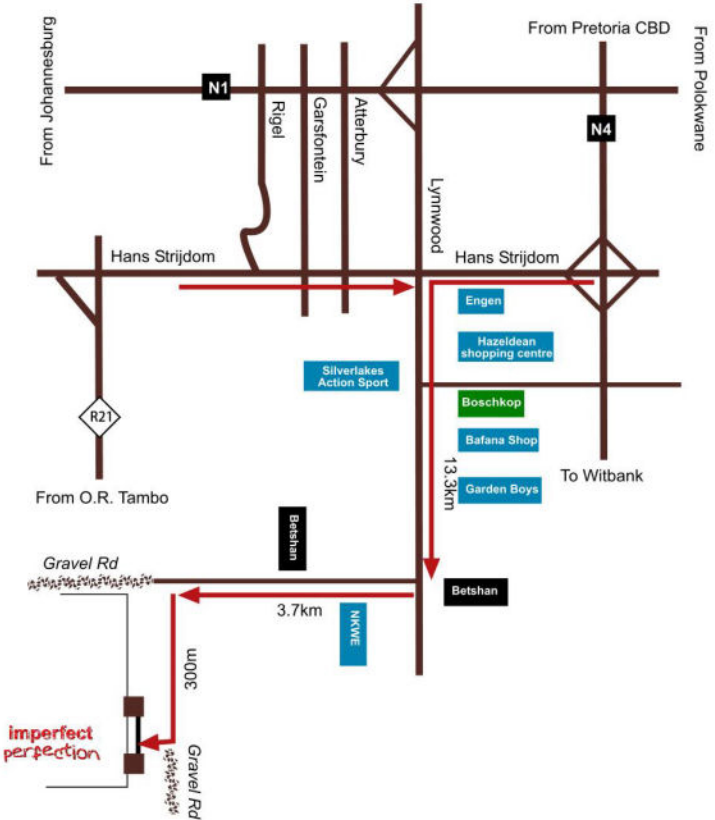 From Pretoria CBD
From Johannesburg
From Polokwane
N1
N4
Rigel
Garsfontein
Atterbury
Lynnwood
Hans Strijdom
Hans Strijdom
Engen
Hazeldean
shopping centre
Silverlakes
Action Sport
Boschkop
R21
Bafana Shop
13.3km
To Witbank
Garden Boys
From O.R. Tambo
Betshan
Gravel Rd
Betshan
3.7km
NKWE
300m
imperfect
perfection
Gravel Rd